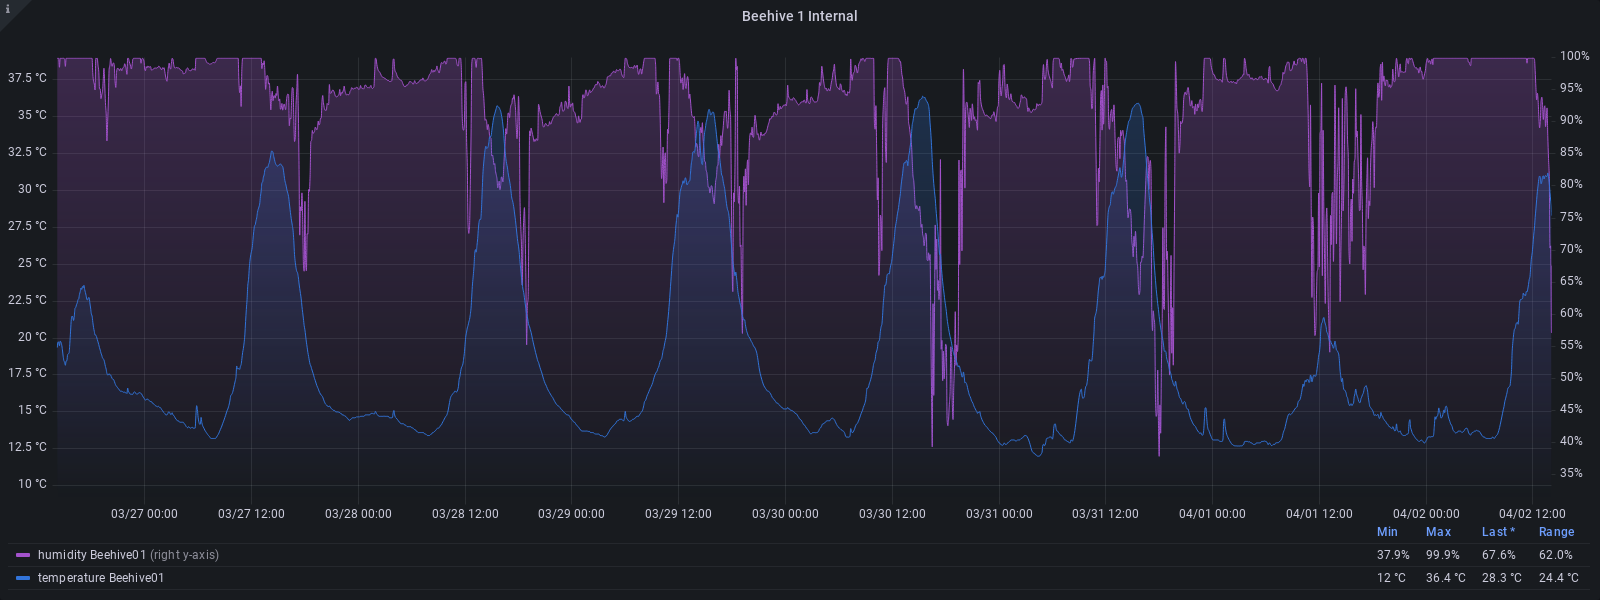 i
Beehive 1 Internal
37.5 °C
35 °C
32.5 °C
30 °C
27.5 °C
25 °C
22.5 °C
20 °C
17.5 °C
15 °C
12.5 °C
10 °C
100%
95%
90%
85%
80%
75%
70%
65%
60%
55%
50%
45%
40%
35%
03/27 00:00 03/27 12:00 03/28 00:00 03/28 12:00 03/29 00:00 03/29 12:00 03/30 00:00 03/30 12:00 03/31 00:00 03/31 12:00 04/01 00:00 04/01 12:00 04/02 00:00 04/02 12:00
Min Max Last * Range
humidity Beehive01 (right y-axis) 37.9% 99.9% 67.6% 62.0%
temperature Beehive01 12 °C 36.4 °C 28.3 °C 24.4 °C